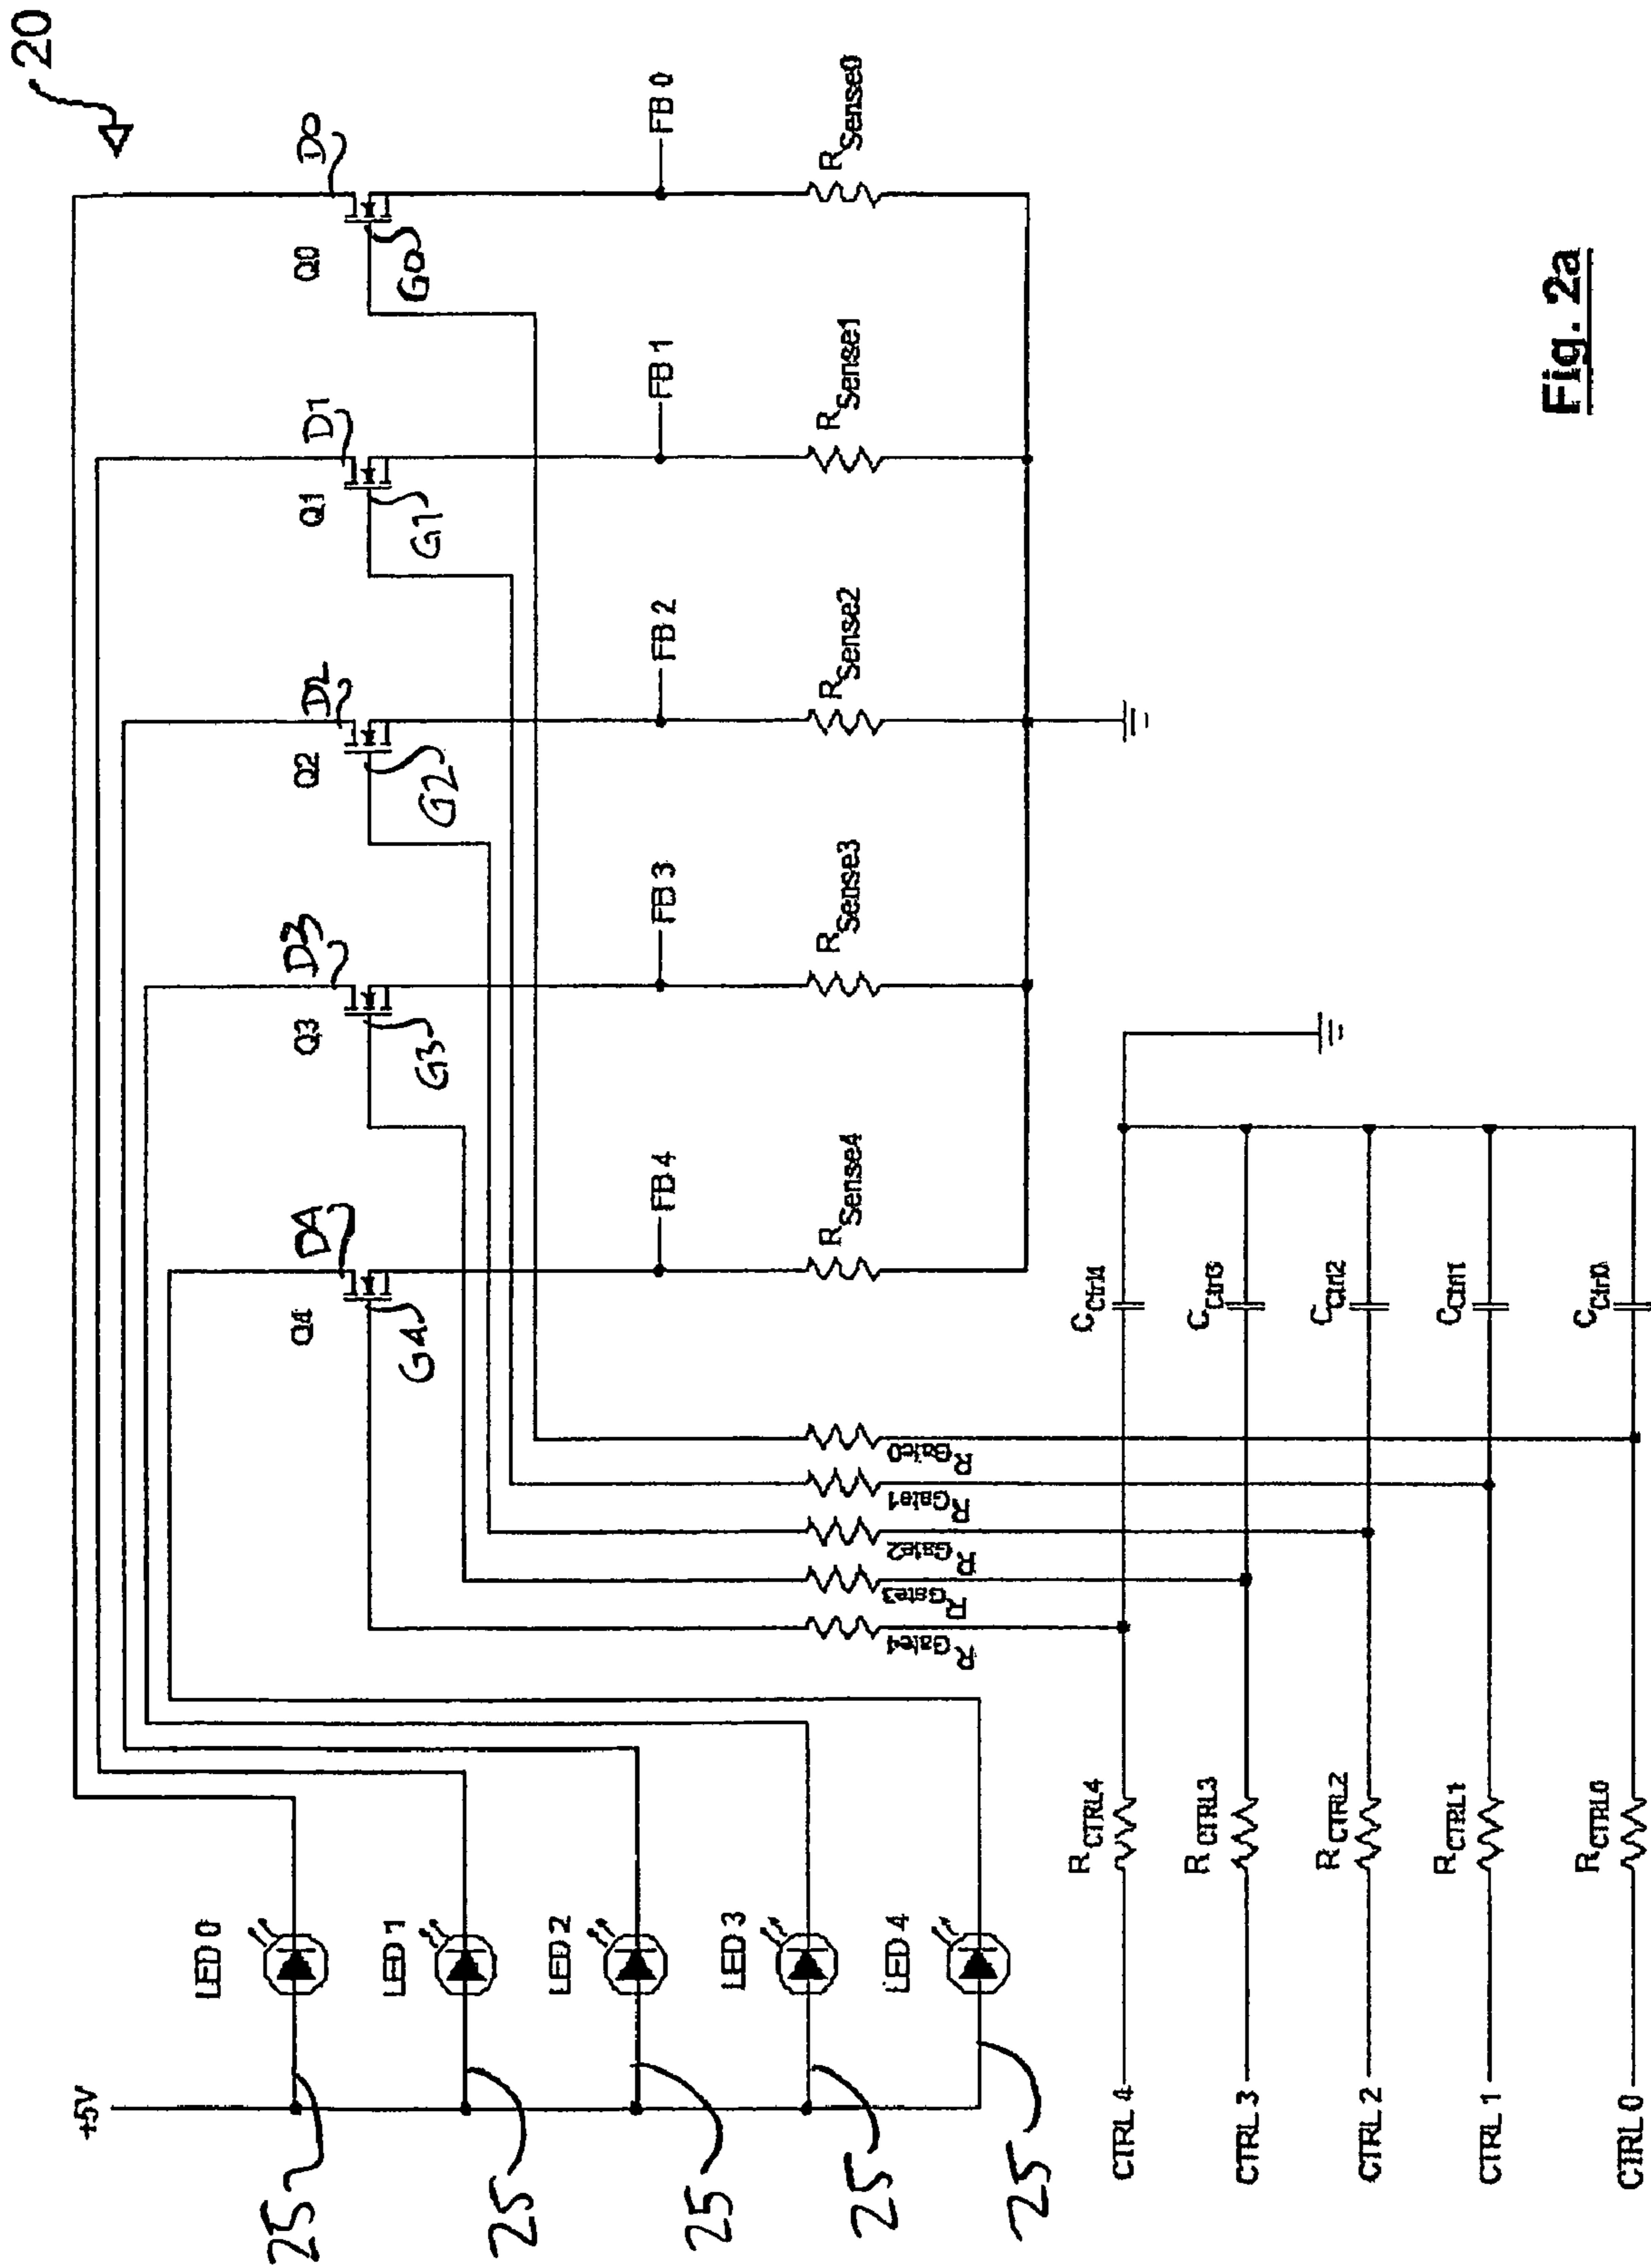 20
+5V
LED 0
LED 1
LED 2
LED 3
LED 4
25
25
25
25
25
D4
D3
D2
D1
D0
Q4
Q3
Q2
Q1
Q0
G4
G3
G2
G1
G0
FB 4
FB 3
FB 2
FB 1
FB 0
RSense4
RSense3
RSense2
RSense1
RSense0
RGate4
RGate3
RGate2
RGate1
RGate0
CTRL 4
RCTRL4
CCtrl4
CTRL 3
RCTRL3
CCtrl3
CTRL 2
RCTRL2
CCtrl2
CTRL 1
RCTRL1
CCtrl1
CTRL 0
RCTRL0
CCtrl0
Fig. 2a